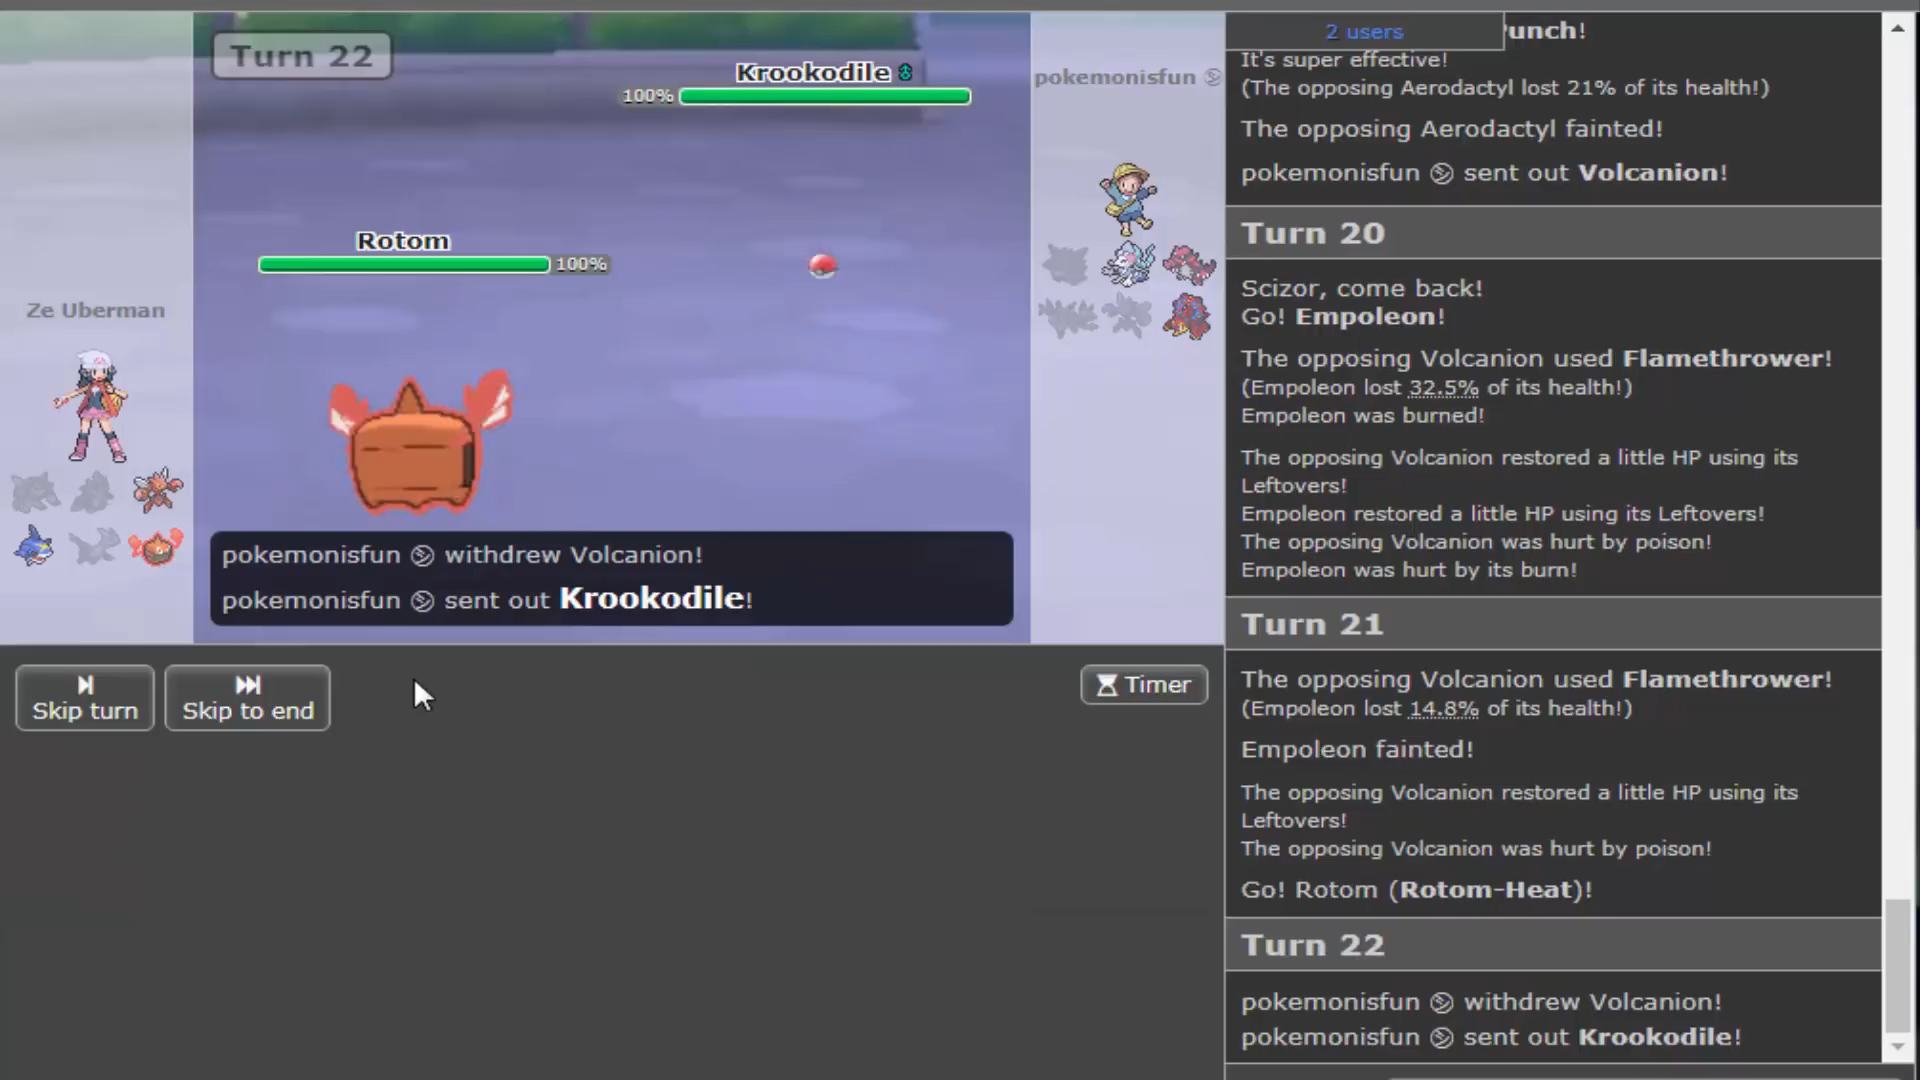 Turn 22
Krookodile
100%
pokemonisfun
Rotom
100%
Ze Uberman
pokemonisfun withdrew Volcanion!
pokemonisfun sent out Krookodile!
Skip turn
Skip to end
Timer
2 users
unch!
It's super effective!
(The opposing Aerodactyl lost 21% of its health!)
The opposing Aerodactyl fainted!
pokemonisfun sent out Volcanion!
Turn 20
Scizor, come back!
Go! Empoleon!
The opposing Volcanion used Flamethrower!
(Empoleon lost 32.5% of its health!)
Empoleon was burned!
The opposing Volcanion restored a little HP using its
Leftovers!
Empoleon restored a little HP using its Leftovers!
The opposing Volcanion was hurt by poison!
Empoleon was hurt by its burn!
Turn 21
The opposing Volcanion used Flamethrower!
(Empoleon lost 14.8% of its health!)
Empoleon fainted!
The opposing Volcanion restored a little HP using its
Leftovers!
The opposing Volcanion was hurt by poison!
Go! Rotom (Rotom-Heat)!
Turn 22
pokemonisfun withdrew Volcanion!
pokemonisfun sent out Krookodile!